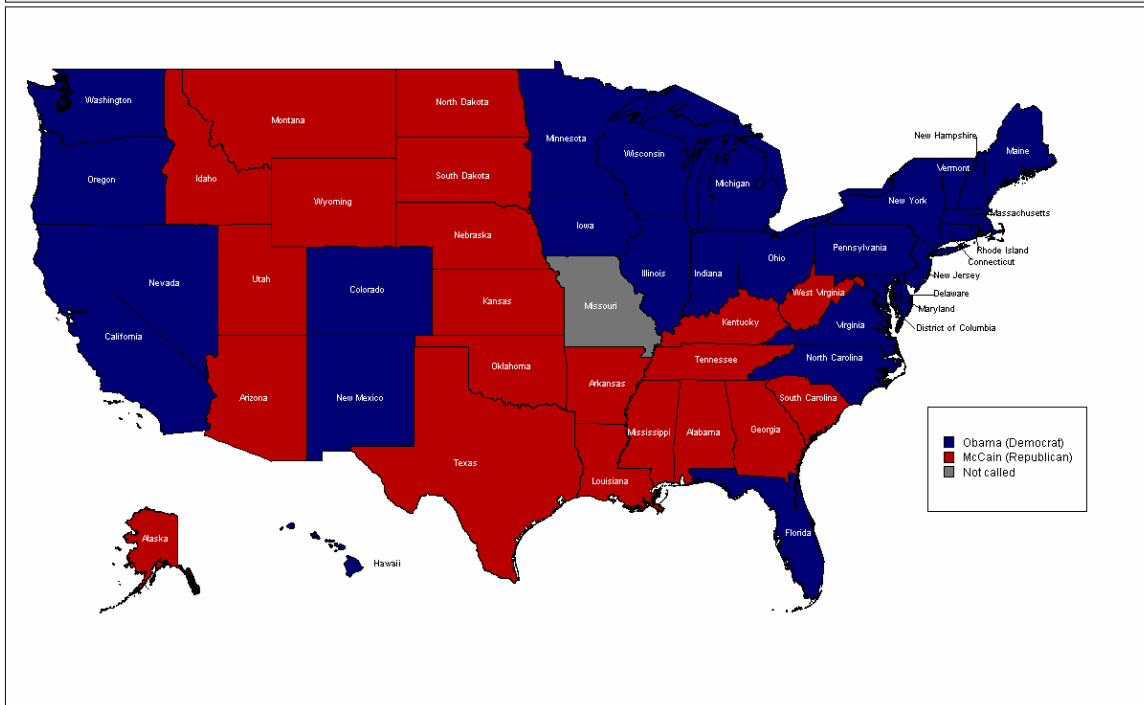 Washington
Montana
North Dakota
Minnesota
New Hampshire
Maine
Wisconsin
Vermont
Oregon
Idaho
South Dakota
Michigan
New York
Wyoming
Massachusetts
Nebraska
Iowa
Pennsylvania
Rhode Island
Connecticut
Ohio
Nevada
Utah
Colorado
Illinois
Indiana
New Jersey
West Virginia
Delaware
Kansas
Missouri
Maryland
Kentucky
Virginia
District of Columbia
California
North Carolina
Tennessee
Oklahoma
Arkansas
Arizona
New Mexico
South Carolina
Mississippi
Alabama
Georgia
Obama (Democrat)
McCain (Republican)
Not called
Texas
Louisiana
Florida
Alaska
Hawaii